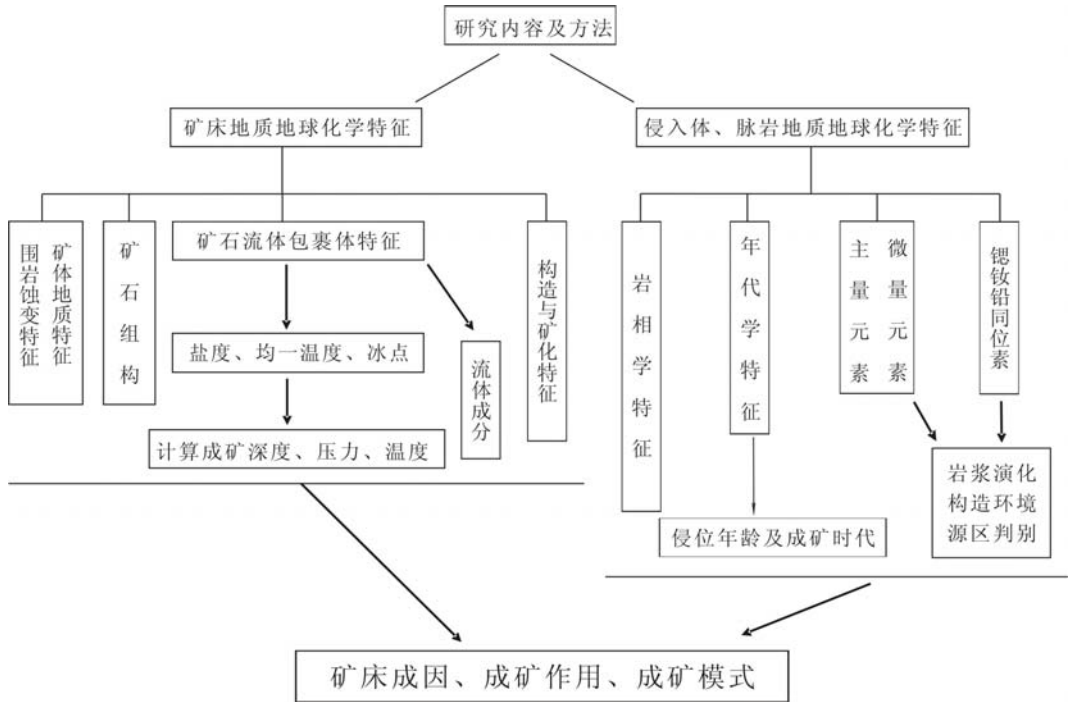 研究内容及方法
矿床地质地球化学特征
侵入体、脉岩地质地球化学特征
围岩蚀变特征
矿体地质特征
矿石组构
矿石流体包裹体特征
盐度、均一温度、冰点
计算成矿深度、压力、温度
流体成分
构造与矿化特征
岩相学特征
年代学特征
侵位年龄及成矿时代
主量元素
微量元素
锶钕铅同位素
岩浆演化
构造环境
源区判别
矿床成因、成矿作用、成矿模式